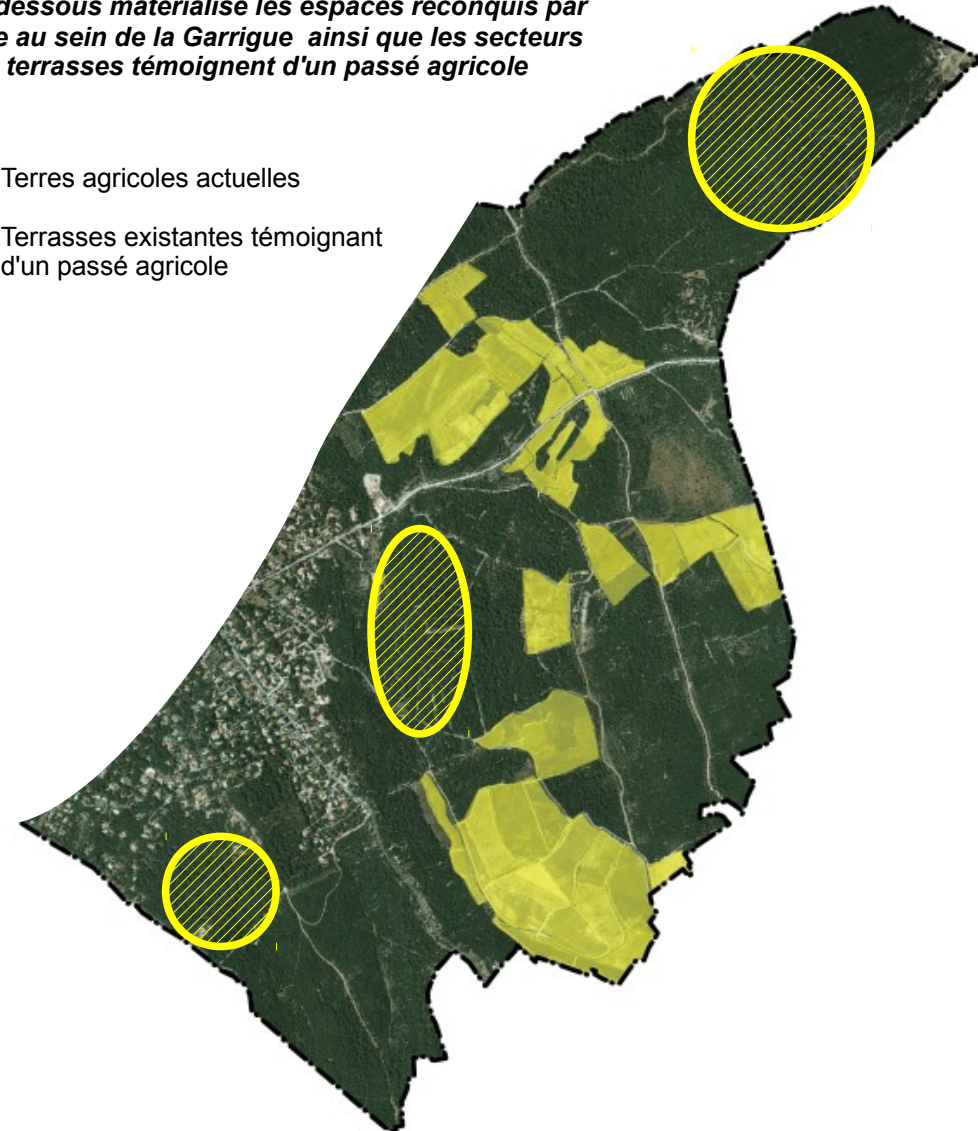 dessous matérialise les espaces reconquis par
e au sein de la Garrigue ainsi que les secteurs
terrasses témoignent d'un passé agricole
Terres agricoles actuelles
Terrasses existantes témoignant
d'un passé agricole